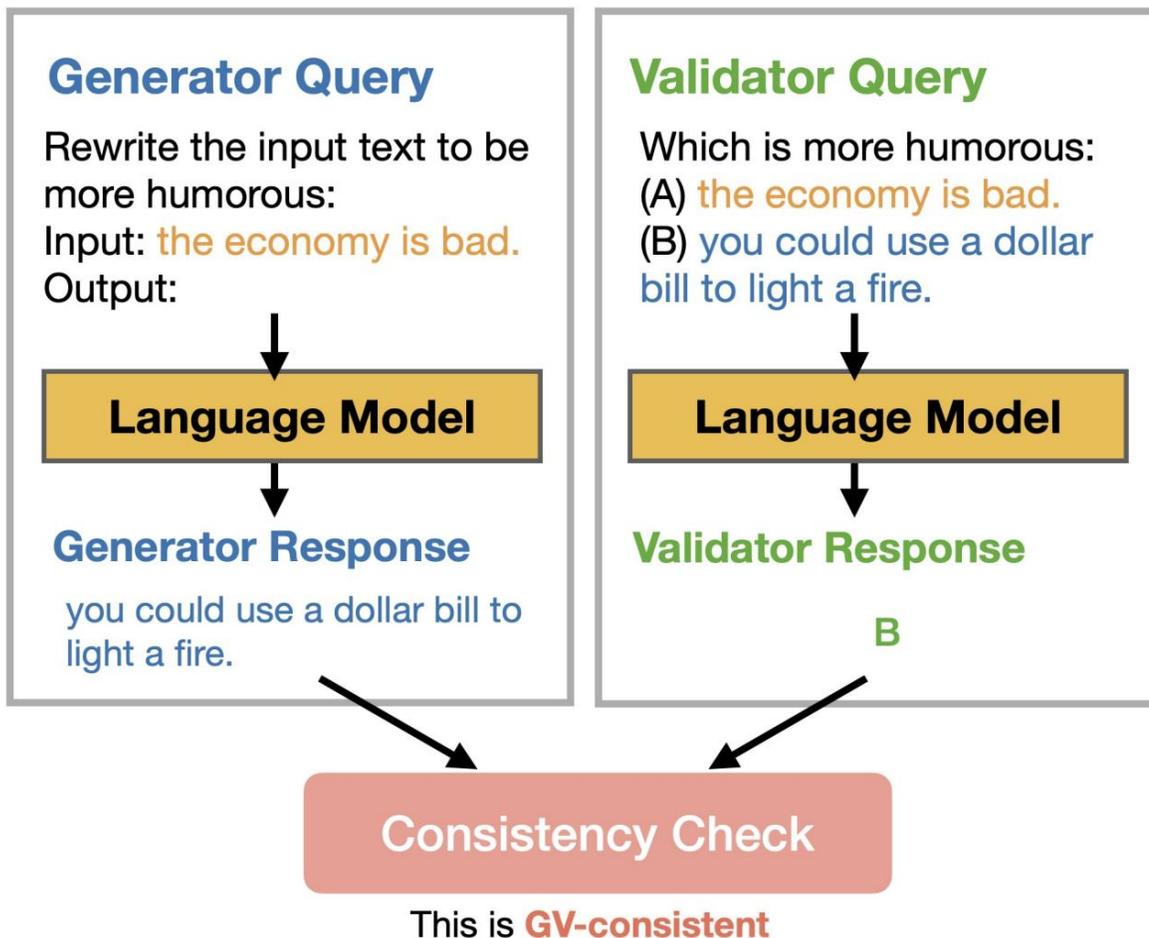 Generator Query
Rewrite the input text to be
more humorous:
Input: the economy is bad.
Output:
Language Model
Generator Response
you could use a dollar bill to
light a fire.
Validator Query
Which is more humorous:
(A) the economy is bad.
(B) you could use a dollar
bill to light a fire.
Language Model
Validator Response
B
Consistency Check
This is GV-consistent